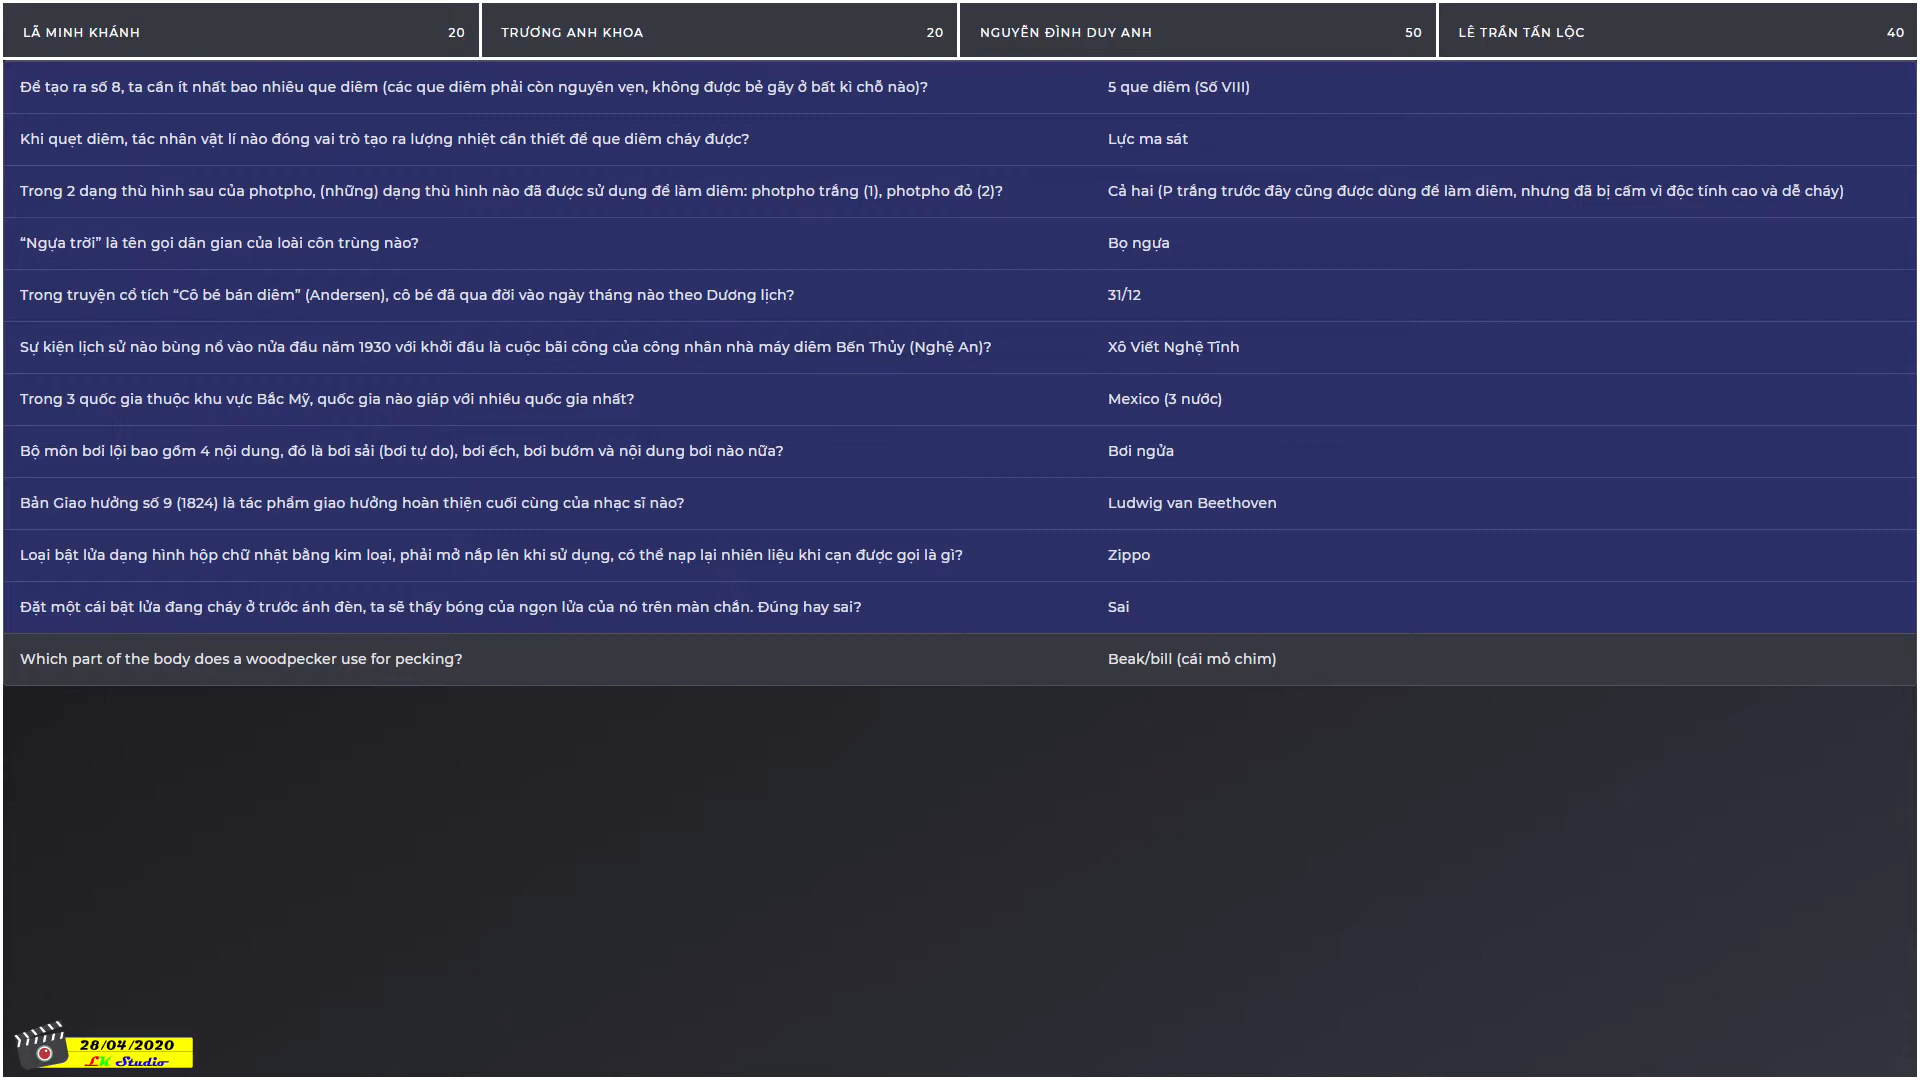 LÃ MINH KHÁNH 20 TRƯƠNG ANH KHOA 20 NGUYỄN ĐÌNH DUY ANH 50 LÊ TRẦN TẤN LỘC 40
Để tạo ra số 8, ta cần ít nhất bao nhiêu que diêm (các que diêm phải còn nguyên vẹn, không được bẻ gãy ở bất kì chỗ nào)? 5 que diêm (Số VIII)
Khi quẹt diêm, tác nhân vật lí nào đóng vai trò tạo ra lượng nhiệt cần thiết để que diêm cháy được? Lực ma sát
Trong 2 dạng thù hình sau của photpho, (những) dạng thù hình nào đã được sử dụng để làm diêm: photpho trắng (1), photpho đỏ (2)? Cả hai (P trắng trước đây cũng được dùng để làm diêm, nhưng đã bị cấm vì độc tính cao và dễ cháy)
“Ngựa trời” là tên gọi dân gian của loài côn trùng nào? Bọ ngựa
Trong truyện cổ tích “Cô bé bán diêm” (Andersen), cô bé đã qua đời vào ngày tháng nào theo Dương lịch? 31/12
Sự kiện lịch sử nào bùng nổ vào nửa đầu năm 1930 với khởi đầu là cuộc bãi công của công nhân nhà máy diêm Bến Thủy (Nghệ An)? Xô Viết Nghệ Tĩnh
Trong 3 quốc gia thuộc khu vực Bắc Mỹ, quốc gia nào giáp với nhiều quốc gia nhất? Mexico (3 nước)
Bộ môn bơi lội bao gồm 4 nội dung, đó là bơi sải (bơi tự do), bơi ếch, bơi bướm và nội dung bơi nào nữa? Bơi ngửa
Bản Giao hưởng số 9 (1824) là tác phẩm giao hưởng hoàn thiện cuối cùng của nhạc sĩ nào? Ludwig van Beethoven
Loại bật lửa dạng hình hộp chữ nhật bằng kim loại, phải mở nắp lên khi sử dụng, có thể nạp lại nhiên liệu khi cạn được gọi là gì? Zippo
Đặt một cái bật lửa đang cháy ở trước ánh đèn, ta sẽ thấy bóng của ngọn lửa của nó trên màn chắn. Đúng hay sai? Sai
Which part of the body does a woodpecker use for pecking? Beak/bill (cái mỏ chim)
28/04/2020
LK Studio